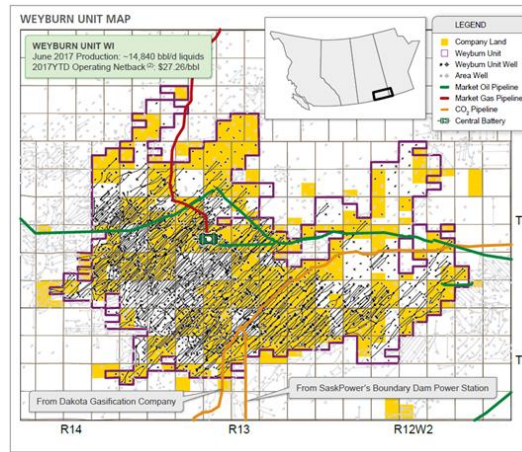 WEYBURN UNIT MAP
WEYBURN UNIT WI
June 2017 Production: ~14,840 bbl/d liquids
2017YTD Operating Netback (2): $27.26/bbl
LEGEND
Company Land
Weyburn Unit
Weyburn Unit Well
Area Well
Market Oil Pipeline
Market Gas Pipeline
CO2 Pipeline
Central Battery
T
T
From SaskPower's Boundary Dam Power Station
From Dakota Gasification Company
R14
R13
R12W2